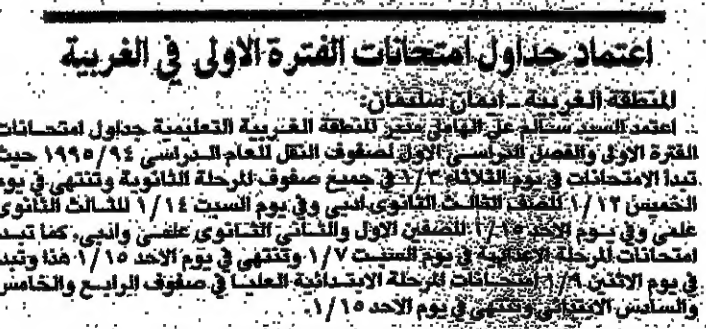 اعتماد جداول امتحانات الفترة الاولى في الغربية
المنطقة الغربية ـ ايمان سليمان:
اعتمد السيد سالم علي الهاملي مدير المنطقة الغربية التعليمية جداول امتحانات
الفترة الاولى والفصل الدراسي الاول لصفوف النقل للعام الدراسي ١٩٩٥/٩٤ حيث
تبدأ الامتحانات في يوم الثلاثاء ١/٣ في جميع صفوف المرحلة الثانوية وتنتهي في يوم
الخميس ١/١٢ للصف الثالث الثانوي ادبي وفي يوم السبت ١/١٤ للثالث الثانوي
علمي وفي يوم الاحد ١/١٥ للصفين الاول والثاني الثانوي علمي وادبي، كما تبدأ
امتحانات المرحلة الاعدادية في يوم السبت ١/٧ وتنتهي في يوم الاحد ١/١٥ هذا وتبدأ
في يوم الاثنين ١/٩ امتحانات المرحلة الابتدائية العليا في صفوف الرابع والخامس
والسادس الابتدائي وتنتهي في يوم الاحد ١/١٥.